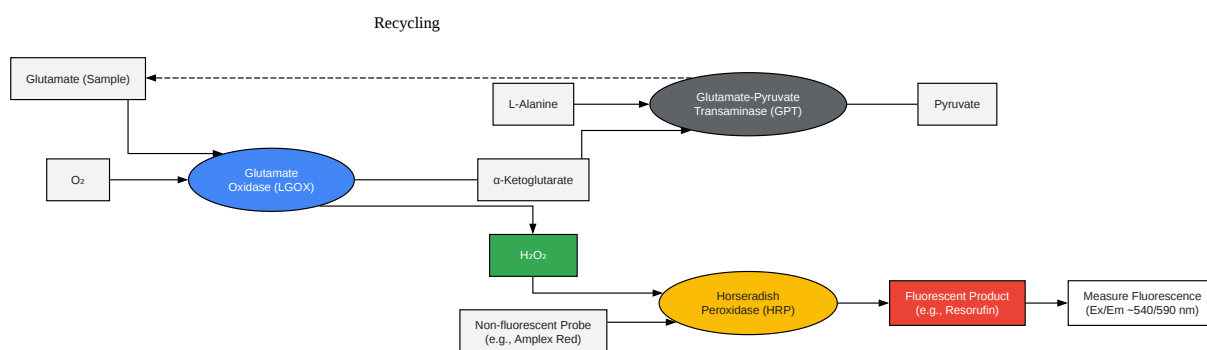 Recycling
Glutamate (Sample)
L-Alanine
Glutamate-Pyruvate
Transaminase (GPT)
Pyruvate
O₂
Glutamate
Oxidase (LGOX)
α-Ketoglutarate
H₂O₂
Horseradish
Peroxidase (HRP)
Fluorescent Product
(e.g., Resorufin)
Measure Fluorescence
(Ex/Em ~540/590 nm)
Non-fluorescent Probe
(e.g., Amplex Red)